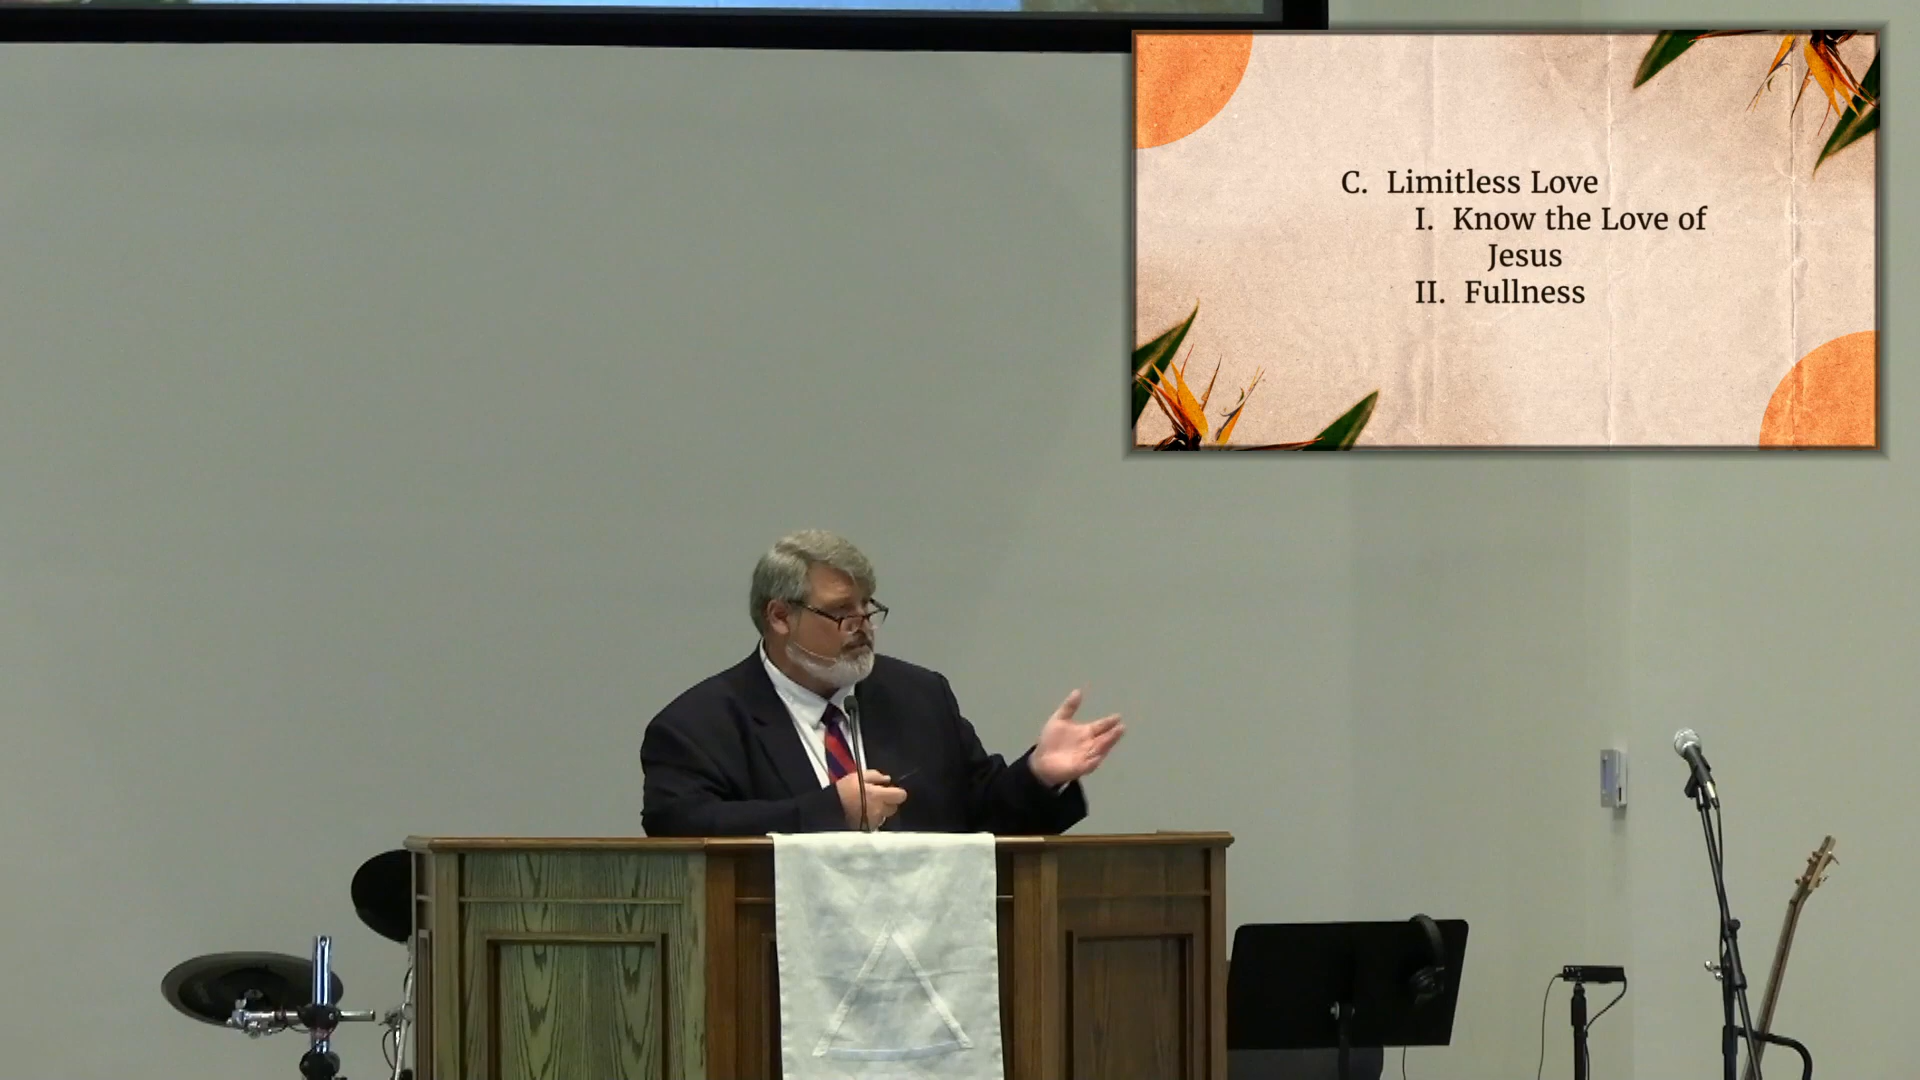 C. Limitless Love
I. Know the Love of
Jesus
II. Fullness